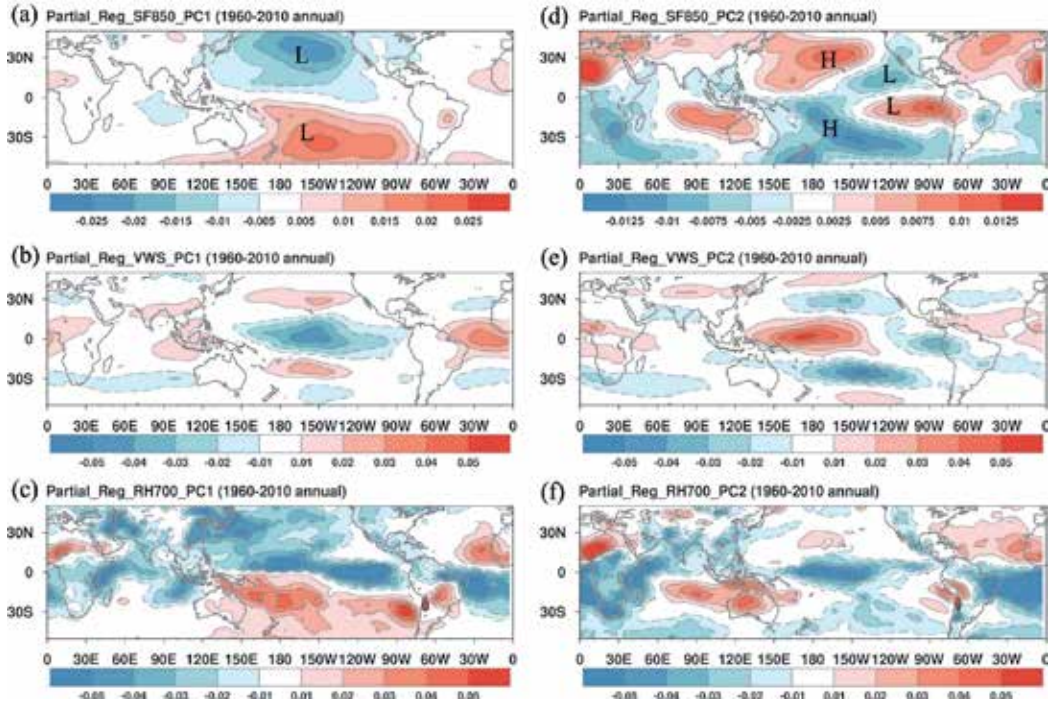 (a) Partial_Reg_SF850_PC1 (1960-2010 annual)
30N
0
30S
L
L
0 30E 60E 90E 120E 150E 180 150W 120W 90W 60W 30W 0
-0.025 -0.02 -0.015 -0.01 -0.005 0.005 0.01 0.015 0.02 0.025
(b) Partial_Reg_VWS_PC1 (1960-2010 annual)
30N
0
30S
0 30E 60E 90E 120E 150E 180 150W 120W 90W 60W 30W 0
-0.05 -0.04 -0.03 -0.02 -0.01 0.01 0.02 0.03 0.04 0.05
(c) Partial_Reg_RH700_PC1 (1960-2010 annual)
30N
0
30S
0 30E 60E 90E 120E 150E 180 150W 120W 90W 60W 30W 0
-0.05 -0.04 -0.03 -0.02 -0.01 0.01 0.02 0.03 0.04 0.05
(d) Partial_Reg_SF850_PC2 (1960-2010 annual)
30N
0
30S
H
L
L
H
0 30E 60E 90E 120E 150E 180 150W 120W 90W 60W 30W 0
-0.0125 -0.01 -0.0075 -0.005 -0.0025 0.0025 0.005 0.0075 0.01 0.0125
(e) Partial_Reg_VWS_PC2 (1960-2010 annual)
30N
0
30S
0 30E 60E 90E 120E 150E 180 150W 120W 90W 60W 30W 0
-0.05 -0.04 -0.03 -0.02 -0.01 0.01 0.02 0.03 0.04 0.05
(f) Partial_Reg_RH700_PC2 (1960-2010 annual)
30N
0
30S
0 30E 60E 90E 120E 150E 180 150W 120W 90W 60W 30W 0
-0.05 -0.04 -0.03 -0.02 -0.01 0.01 0.02 0.03 0.04 0.05